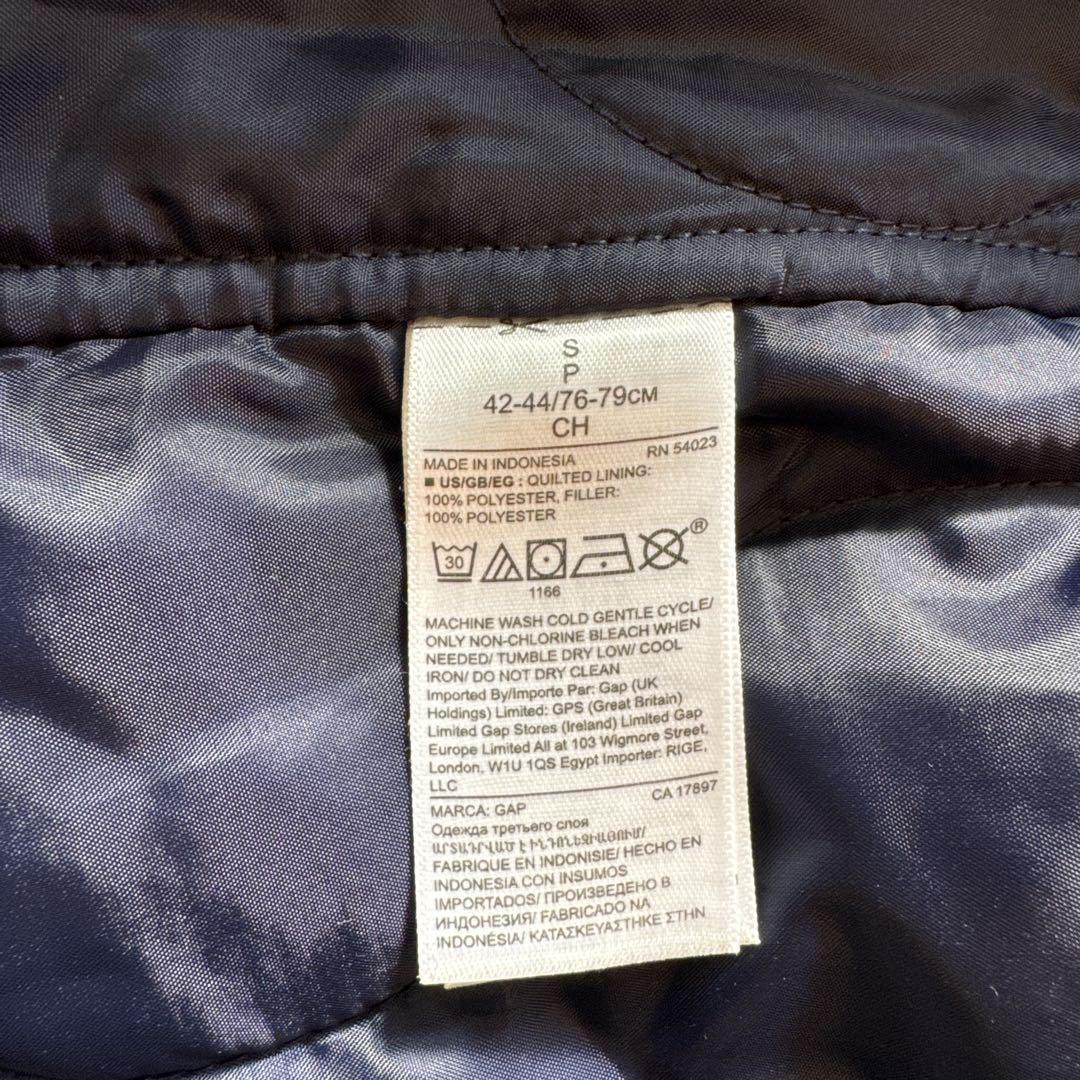 S
P
42-44/76-79см
CH
RN 54023
MADE IN INDONESIA
■ US/GB/EG : QUILTED LINING:
100% POLYESTER, FILLER:
100% POLYESTER
30
®
1166
MACHINE WASH COLD GENTLE CYCLE/
ONLY NON-CHLORINE BLEACH WHEN
NEEDED/ TUMBLE DRY LOW/ COOL
IRON/ DO NOT DRY CLEAN
Imported By/Importe Par: Gap (UK
Holdings) Limited: GPS (Great Britain)
Limited Gap Stores (Ireland) Limited Gap
Europe Limited All at 103 Wigmore Street,
London, W1U 1QS Egypt Importer: RIGE,
LLC
CA 17897
MARCA: GAP
Одежда третьего слоя
ԱՐՏԱԴՐՎԱԾ Է ԻՆԴՈՆԵԶԻԱՅՈՒՄ/
FABRIQUE EN INDONISIE/ HECHO EN
INDONESIA CON INSUMOS
IMPORTADOS/ ПРОИЗВЕДЕНО В
ИНДОНЕЗИЯ/ FABRICADO NA
INDONÉSIA/ ΚΑΤΑΣΚΕΥΑΣΤΗΚΕ ΣΤΗΝ